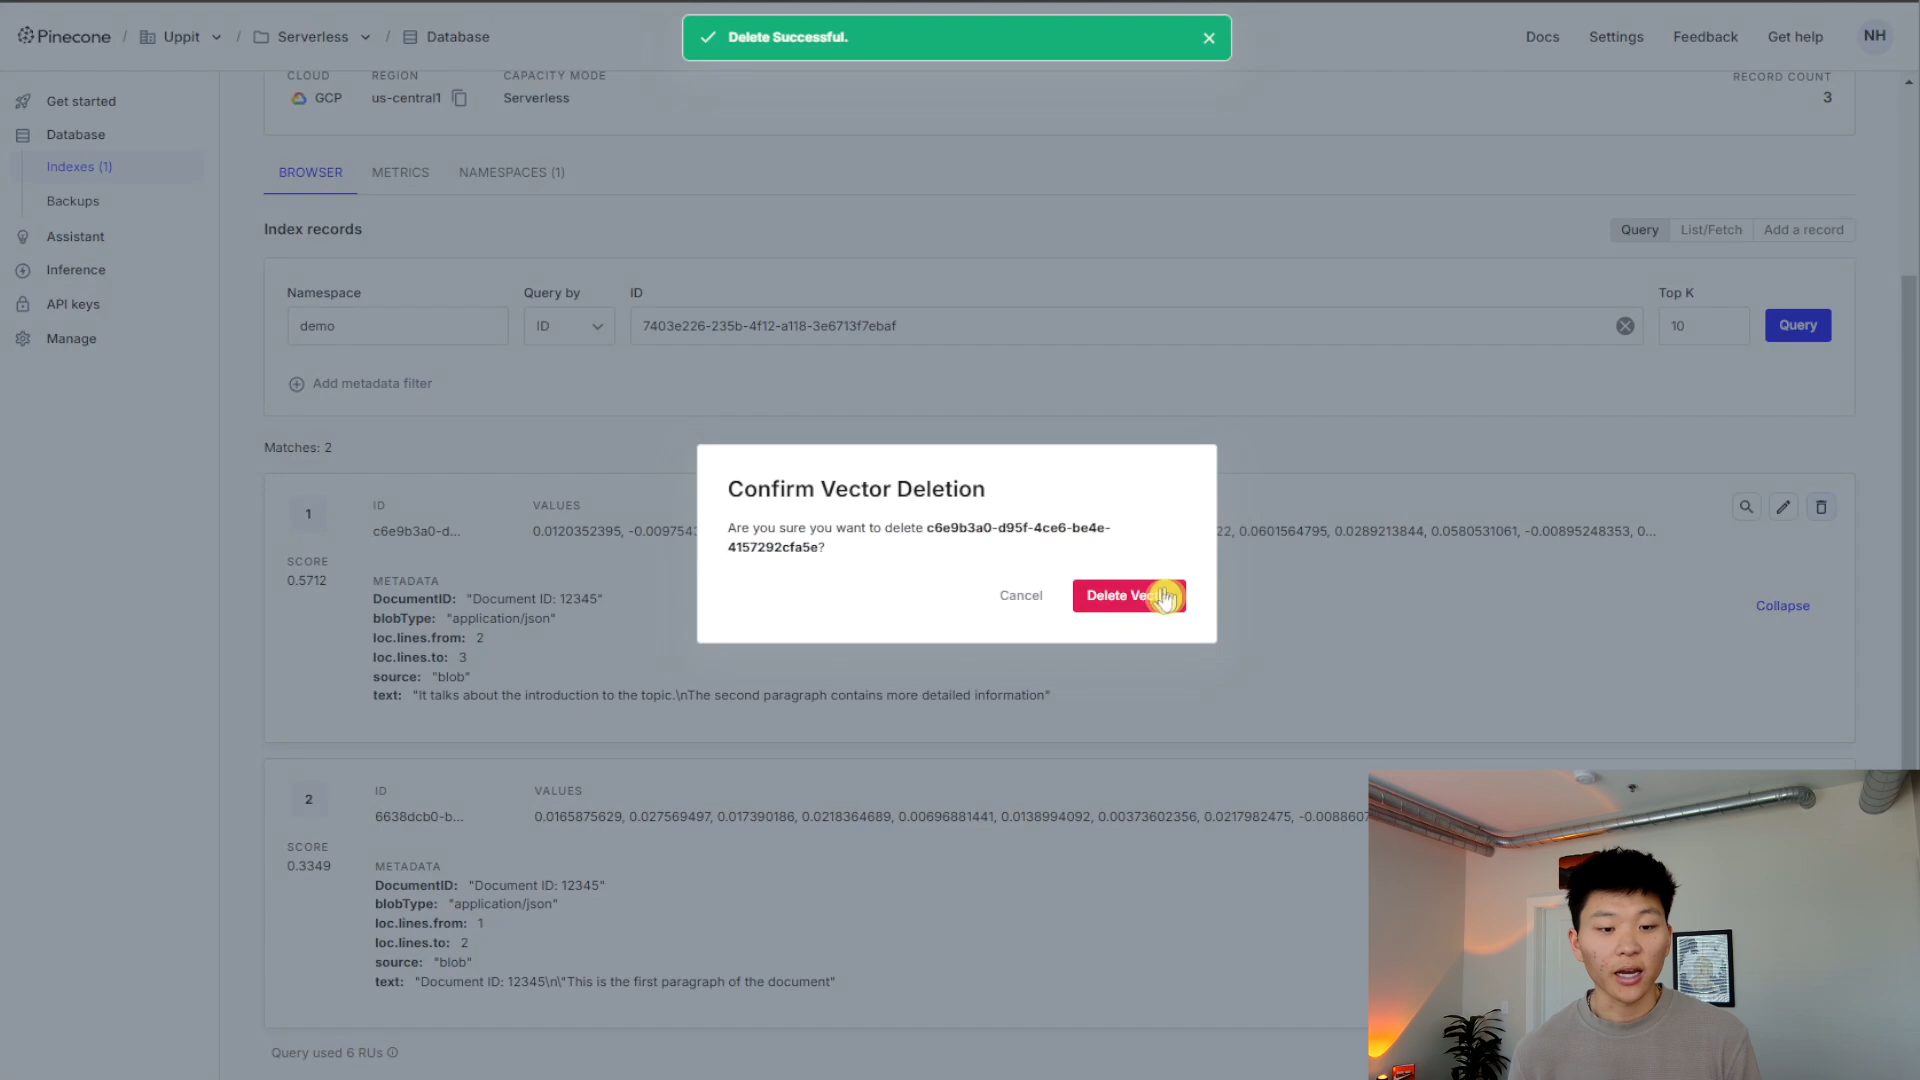 Pinecone / Uppit / Serverless / Database
Delete Successful.
Docs Settings Feedback Get help NH
Get started
Database
Indexes (1)
Backups
Assistant
Inference
API keys
Manage
CLOUD REGION CAPACITY MODE RECORD COUNT
GCP us-central1 Serverless 3
BROWSER METRICS NAMESPACES (1)
Index records Query List/Fetch Add a record
Namespace Query by ID Top K
demo ID 7403e226-235b-4f12-a118-3e6713f7ebaf 10 Query
Add metadata filter
Matches: 2
Confirm Vector Deletion
Are you sure you want to delete c6e9b3a0-d95f-4ce6-be4e-
4157292cfa5e?
Cancel Delete
1 ID VALUES
c6e9b3a0-d... 0.0120352395, -0.009754 22, 0.0601564795, 0.0289213844, 0.0580531061, -0.00895248353, 0...
SCORE
0.5712 METADATA
DocumentID: "Document ID: 12345"
blobType: "application/json"
loc.lines.from: 2
loc.lines.to: 3
source: "blob"
text: "It talks about the introduction to the topic.\nThe second paragraph contains more detailed information"
Collapse
2 ID VALUES
6638dcb0-b... 0.0165875629, 0.027569497, 0.017390186, 0.0218364689, 0.00696881441, 0.0138994092, 0.00373602356, 0.0217982475, -0.0088607
SCORE
0.3349 METADATA
DocumentID: "Document ID: 12345"
blobType: "application/json"
loc.lines.from: 1
loc.lines.to: 2
source: "blob"
text: "Document ID: 12345\n\"This is the first paragraph of the document"
Query used 6 RUs